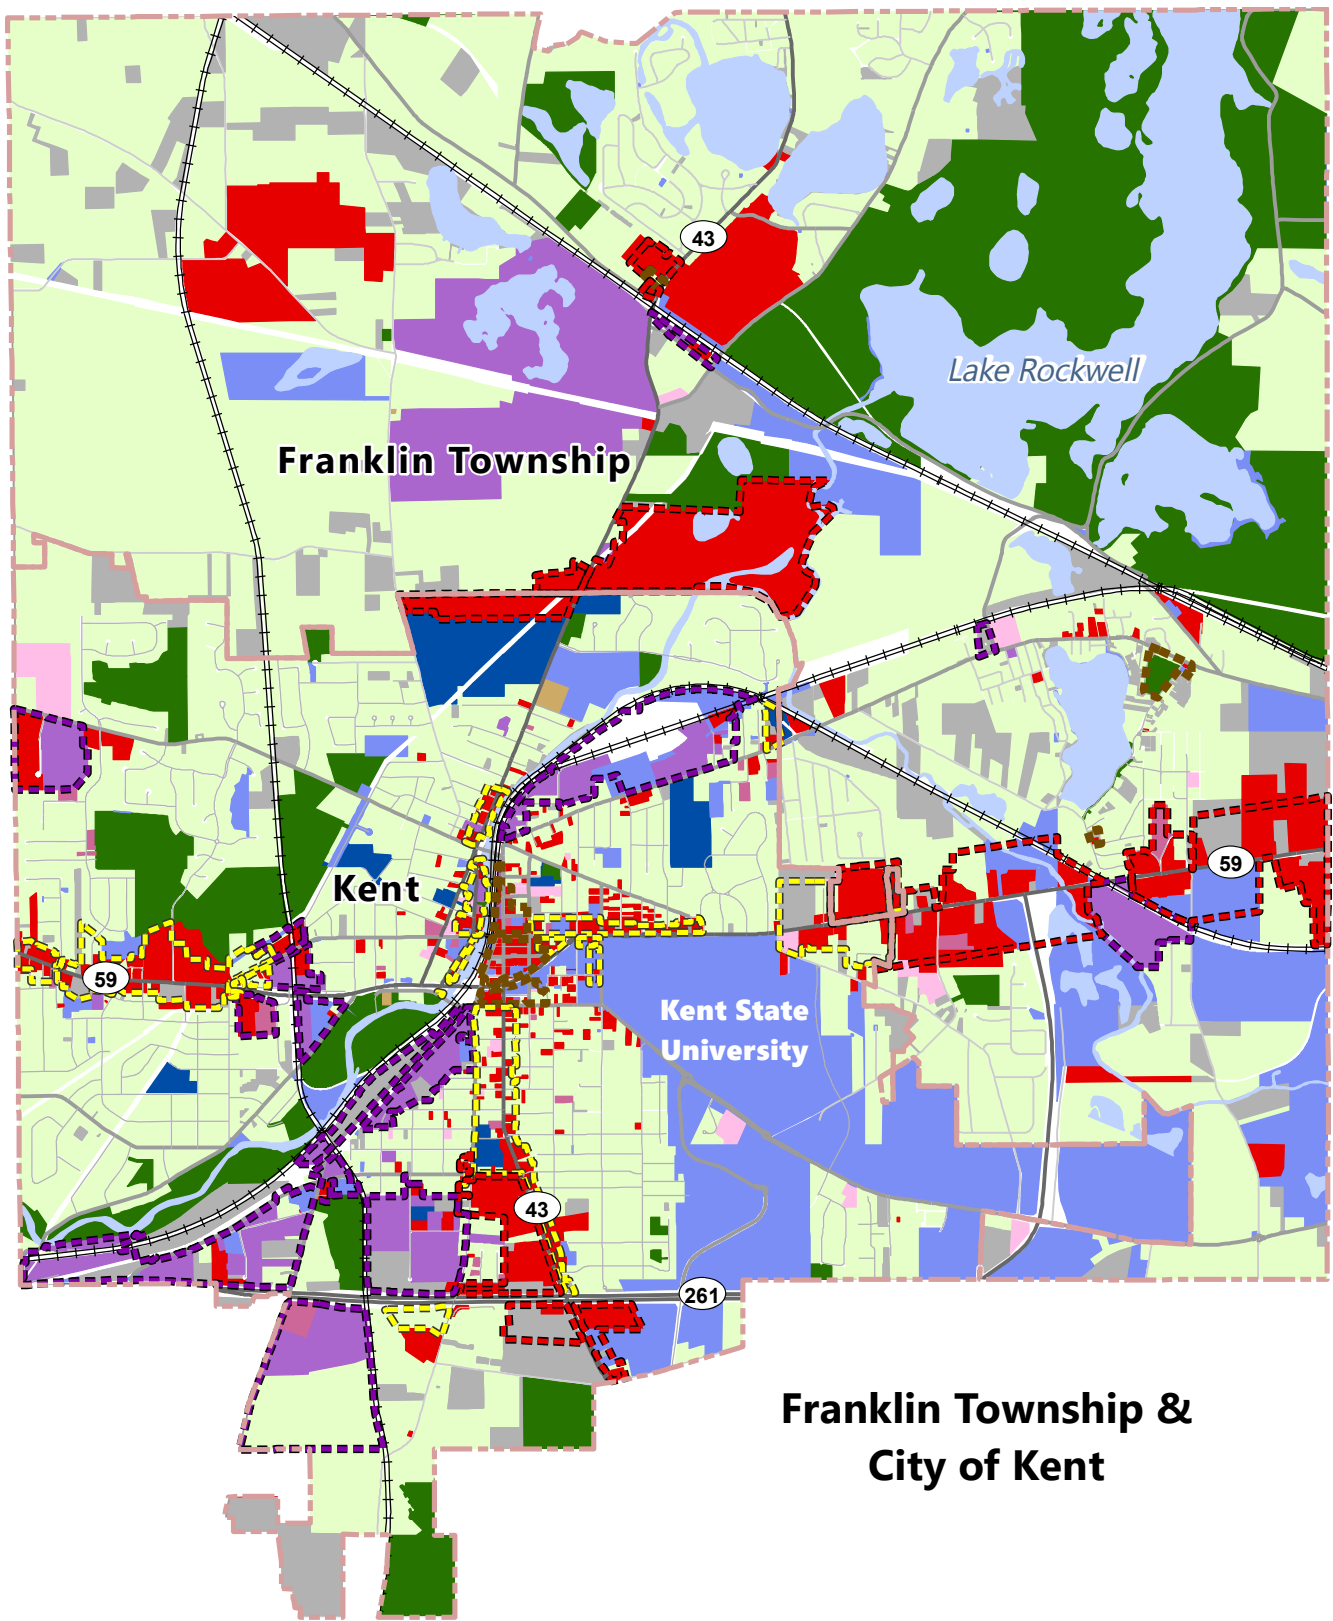 43
Lake Rockwell
Franklin Township
59
Kent
59
Kent State
University
43
261
Franklin Township &
City of Kent